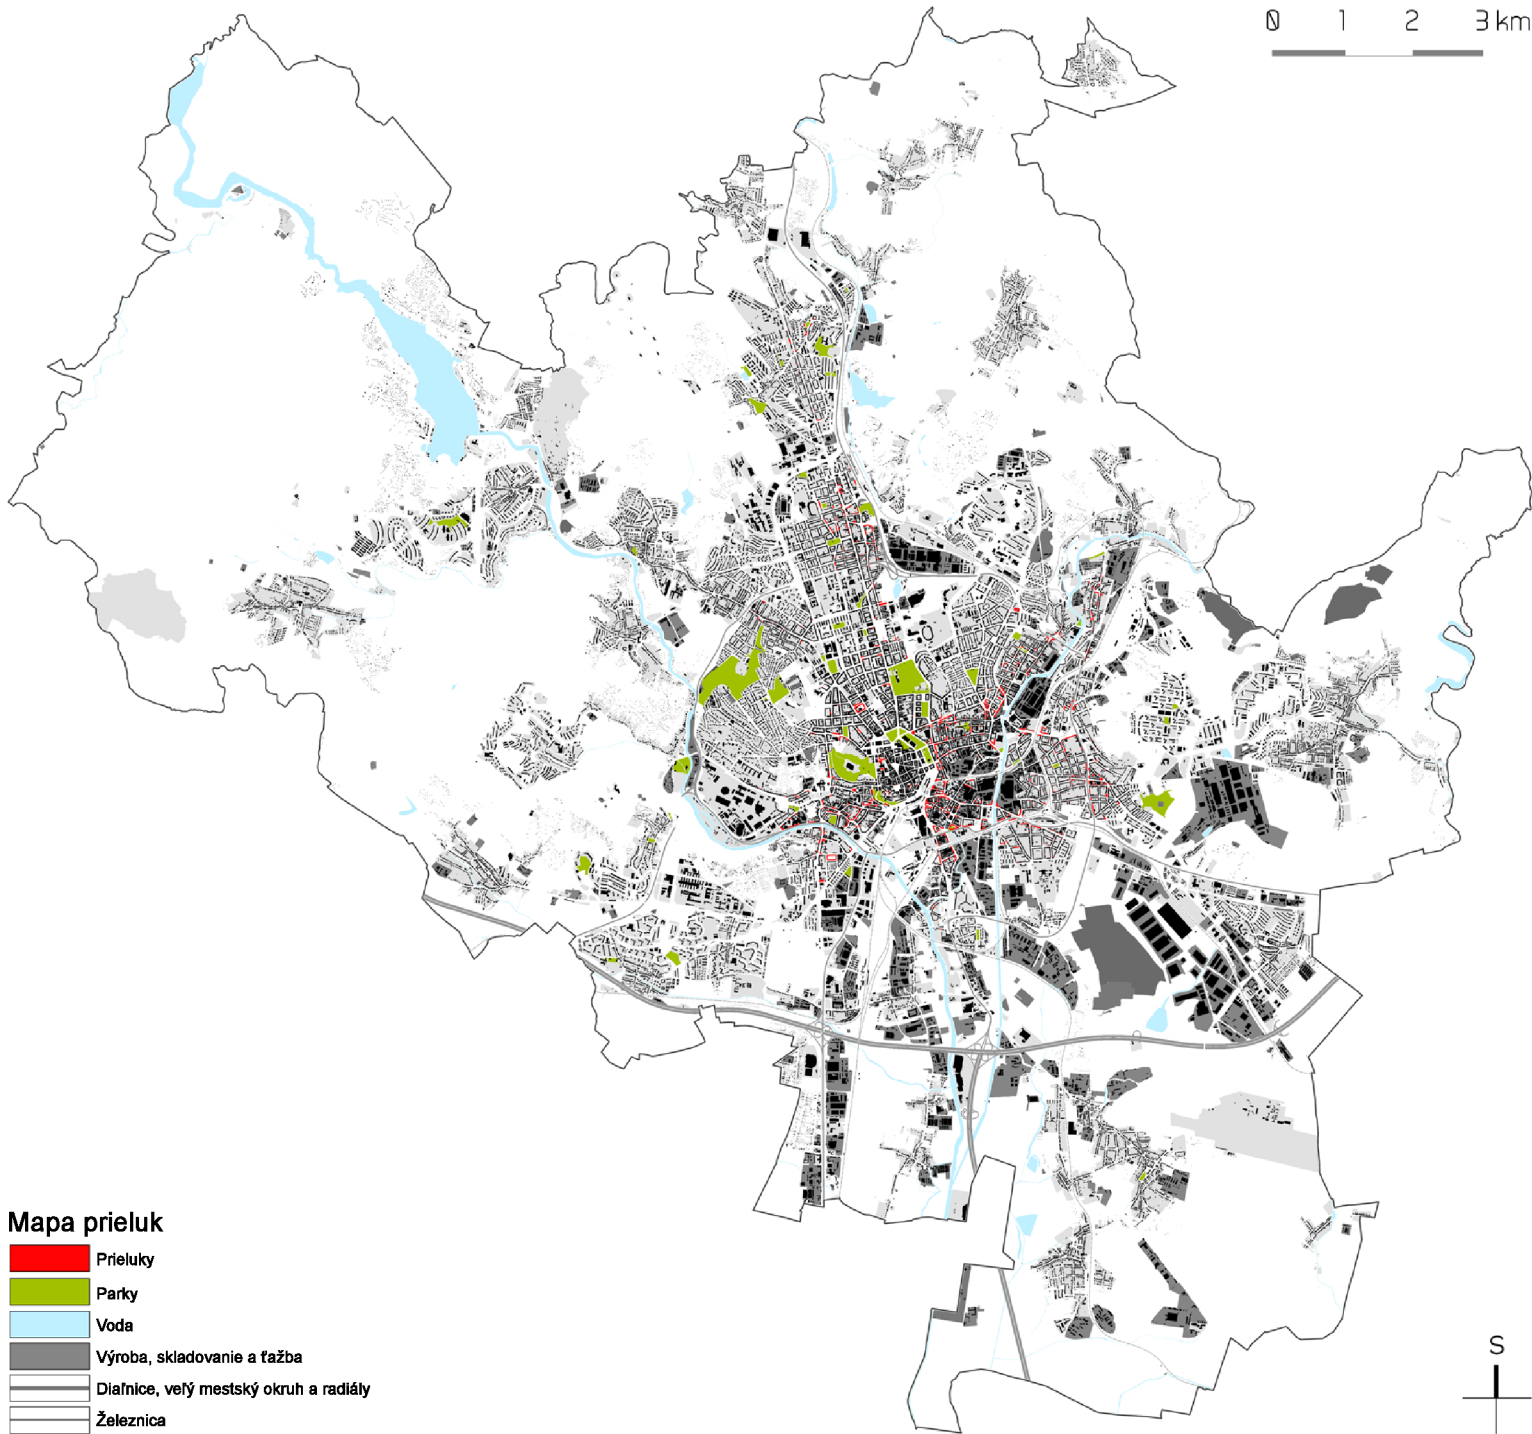 0 1 2 3 km
Mapa prieluk
Prieluky
Parky
Voda
Výroba, skladovanie a ťažba
Diaľnice, veľý mestský okruh a radiály
Železnica
S